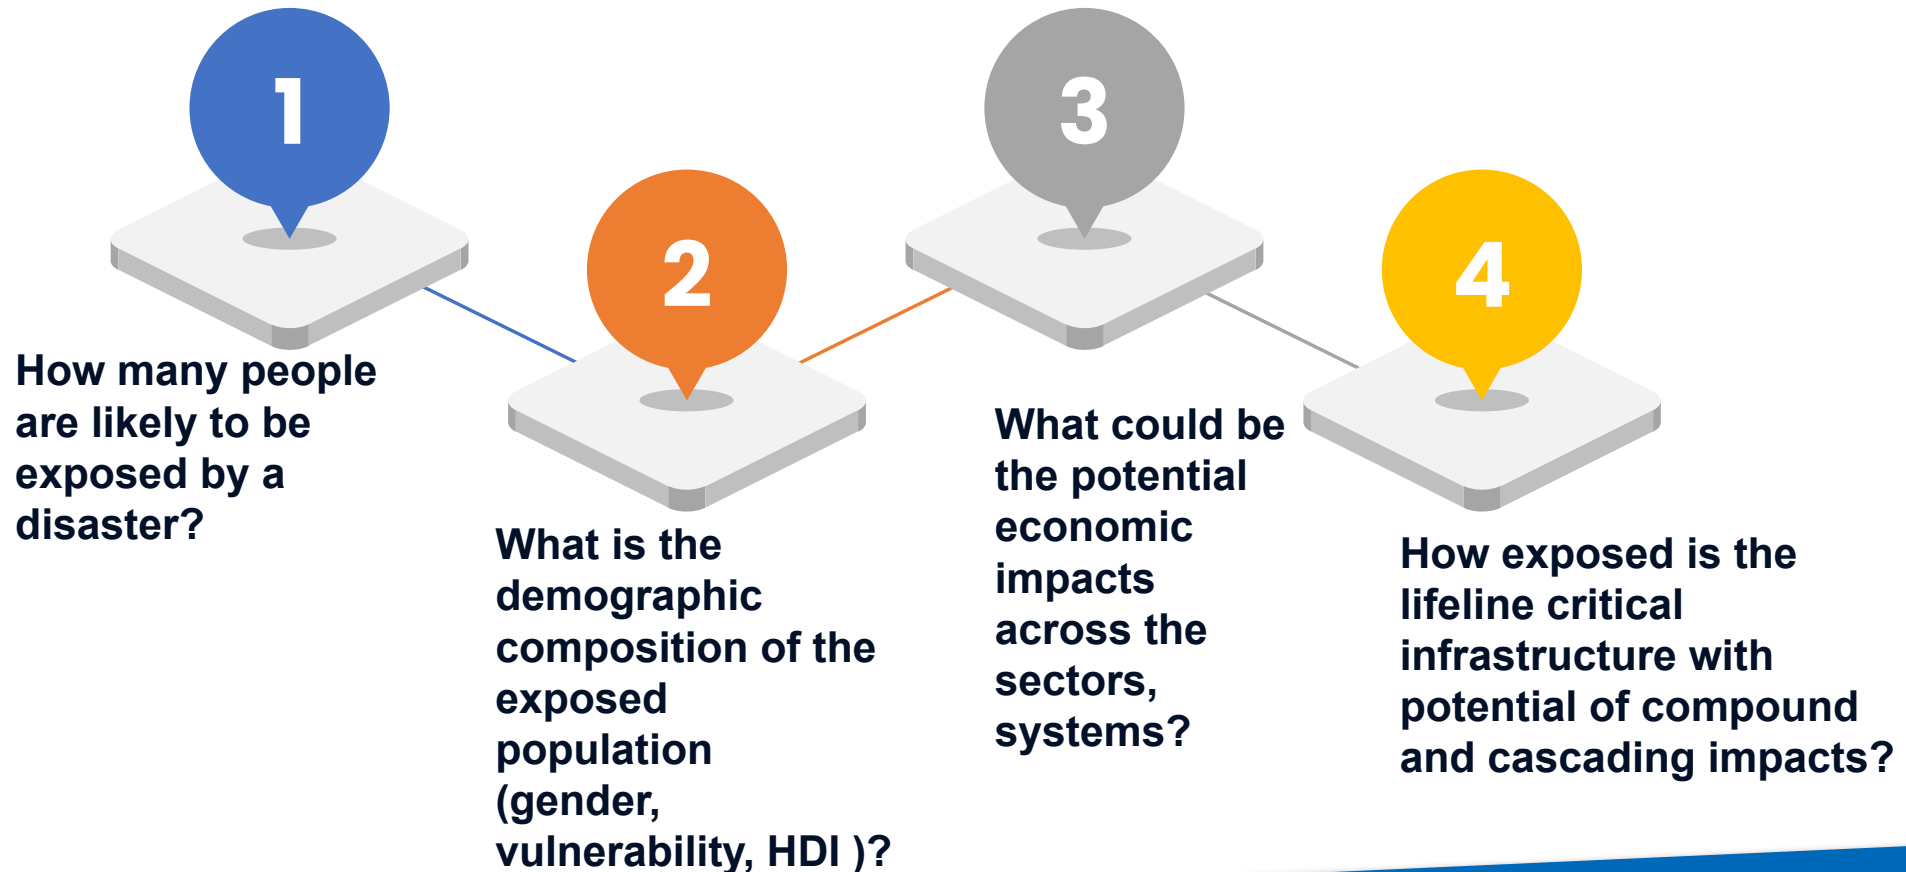 1
How many people
are likely to be
exposed by a
disaster?
2
What is the
demographic
composition of the
exposed
population
(gender,
vulnerability, HDI )?
3
What could be
the potential
economic
impacts
across the
sectors,
systems?
4
How exposed is the
lifeline critical
infrastructure with
potential of compound
and cascading impacts?